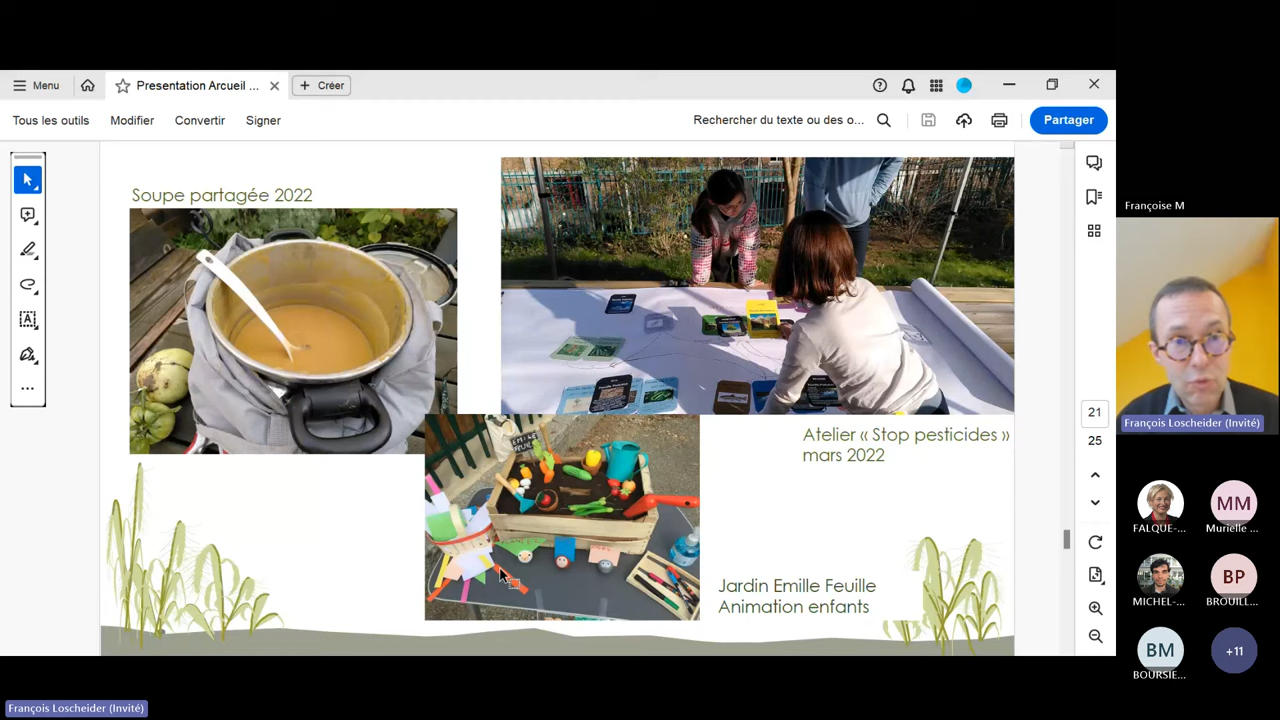 Menu
Presentation Arcueil ...
Créer
Tous les outils
Modifier
Convertir
Signer
Rechercher du texte ou des o...
Partager
Soupe partagée 2022
Atelier « Stop pesticides »
mars 2022
EMILE
FEUILLE
Jardin Emille Feuille
Animation enfants
21
25
Françoise M
François Loscheider (Invité)
FALQUE-...
MM
Murielle ...
MICHEL-...
BP
BROUILL...
BM
BOURSIE...
+11
François Loscheider (Invité)